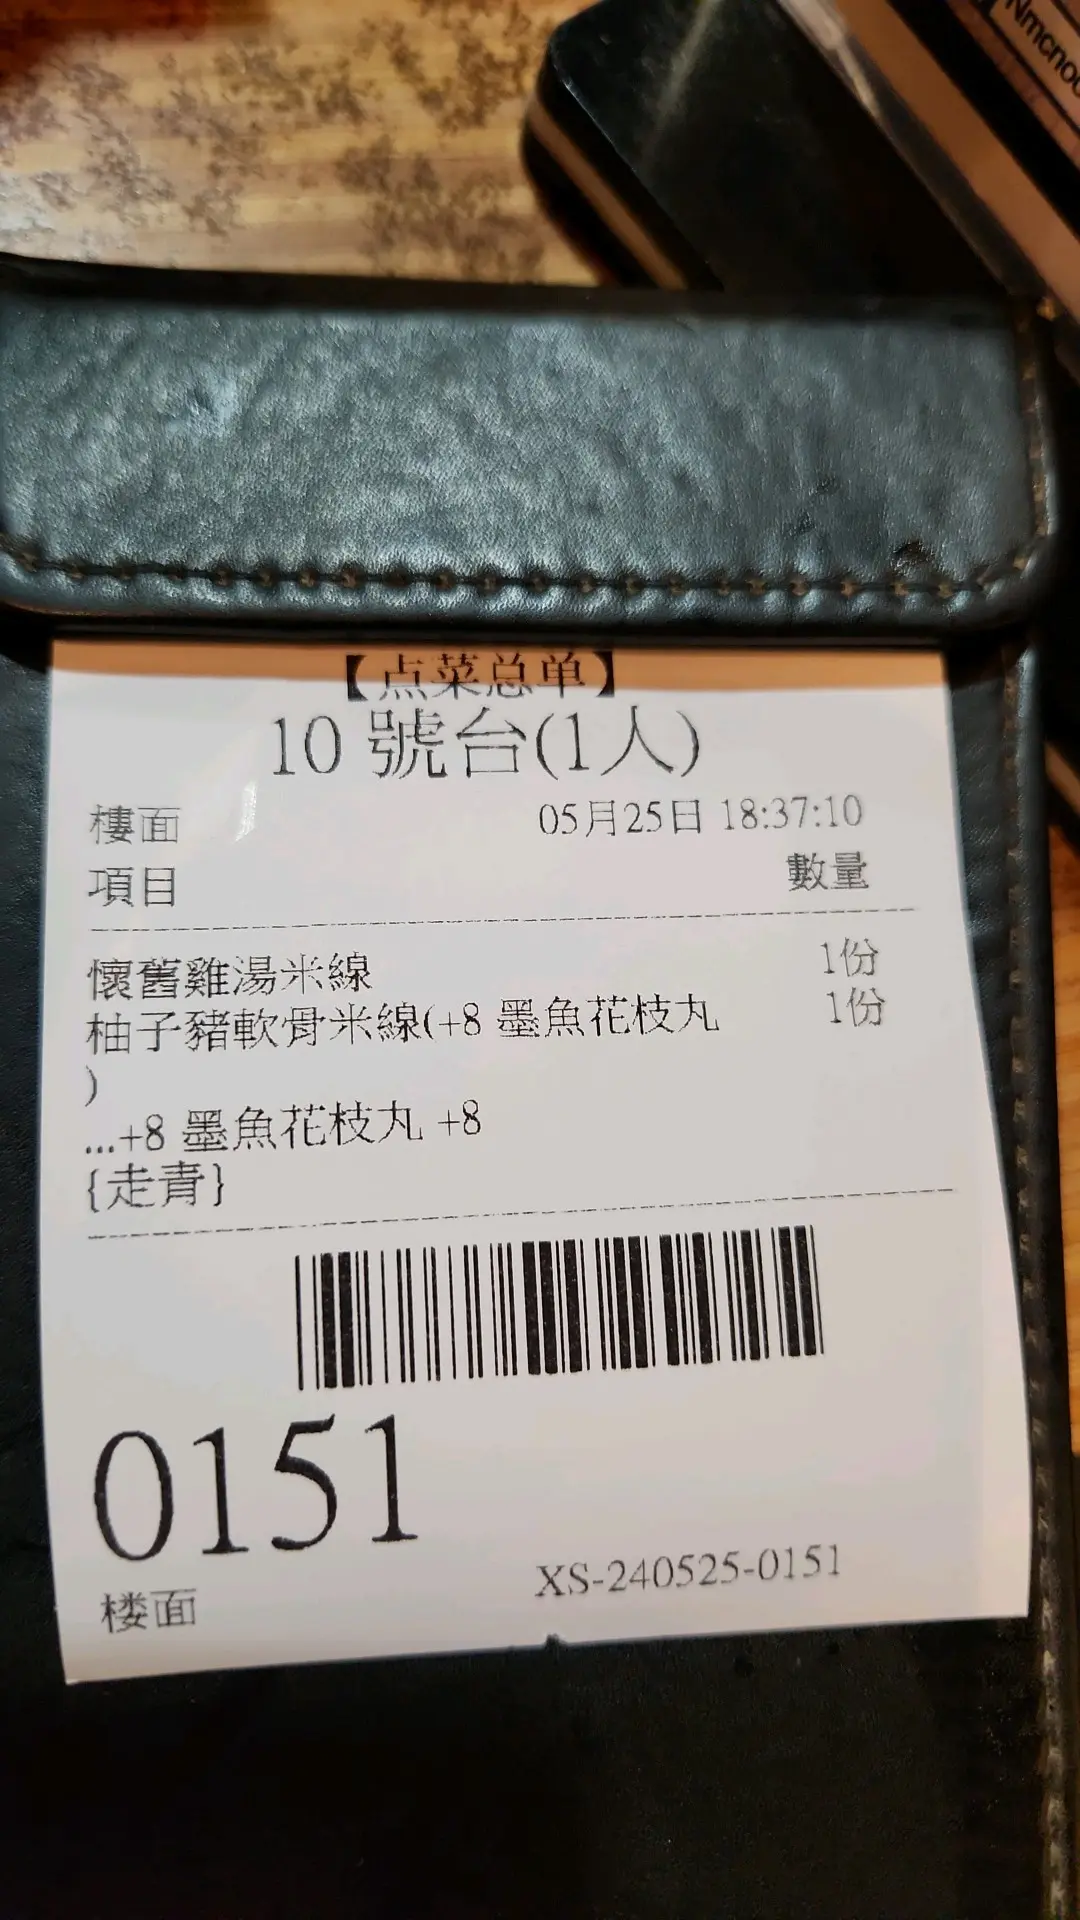 Nmcno
【点菜总单】
10 號台(1人)
樓面 05月25日 18:37:10
項目 數量
懷舊雞湯米線 1份
柚子豬軟骨米線(+8 墨魚花枝丸 1份
)
...+8 墨魚花枝丸 +8
{走青}
0151
楼面 XS-240525-0151